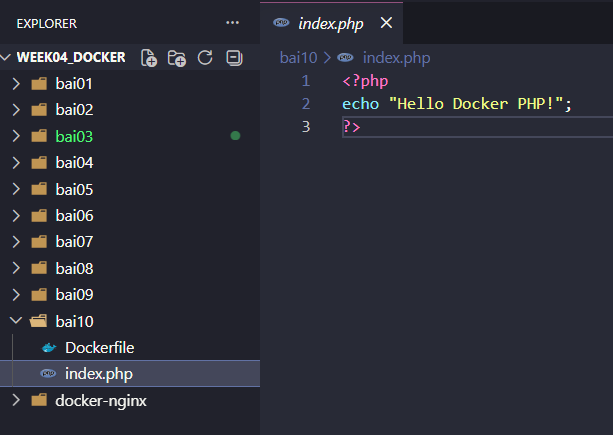 EXPLORER
WEEK04_DOCKER
bai01
bai02
bai03
bai04
bai05
bai06
bai07
bai08
bai09
bai10
Dockerfile
index.php
docker-nginx
index.php
bai10 > index.php
1 <?php
2 echo "Hello Docker PHP!";
3 ?>